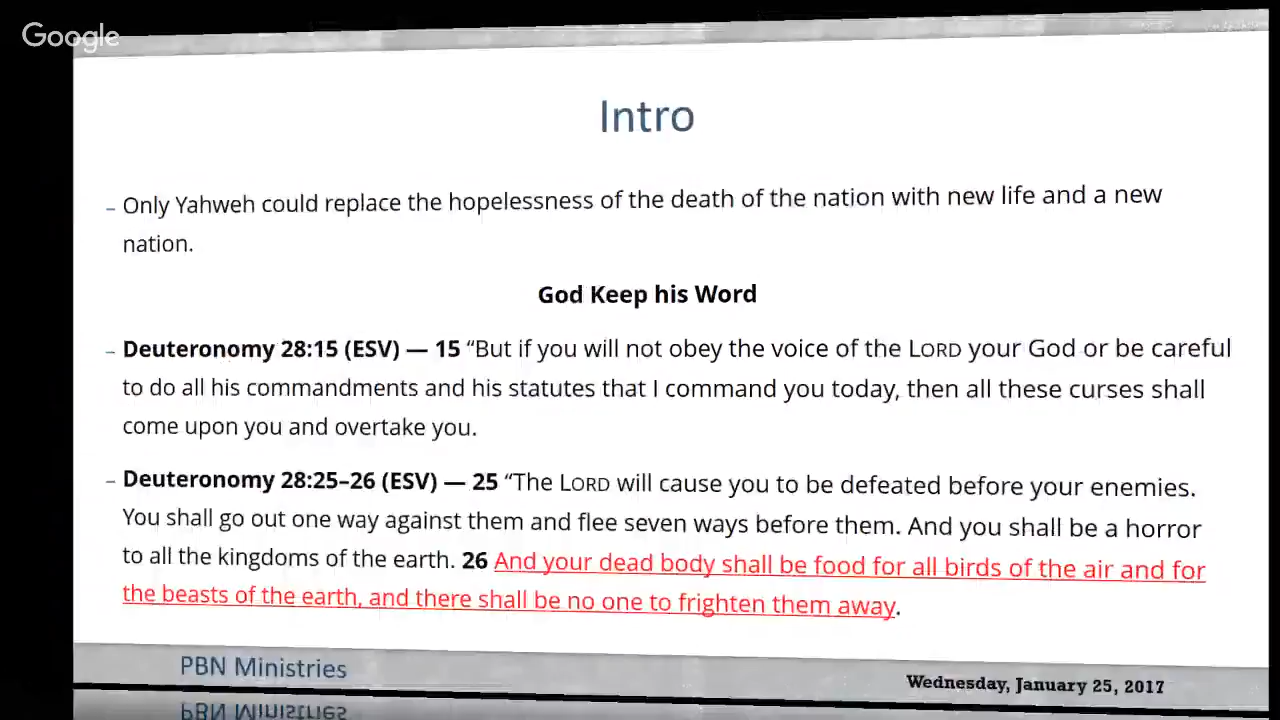 Google
Intro
– Only Yahweh could replace the hopelessness of the death of the nation with new life and a new
nation.
God Keep his Word
– Deuteronomy 28:15 (ESV) — 15 “But if you will not obey the voice of the LORD your God or be careful
to do all his commandments and his statutes that I command you today, then all these curses shall
come upon you and overtake you.
– Deuteronomy 28:25–26 (ESV) — 25 “The LORD will cause you to be defeated before your enemies.
You shall go out one way against them and flee seven ways before them. And you shall be a horror
to all the kingdoms of the earth. 26 And your dead body shall be food for all birds of the air and for
the beasts of the earth, and there shall be no one to frighten them away.
PBN Ministries
Wednesday, January 25, 2017
PBN Ministries